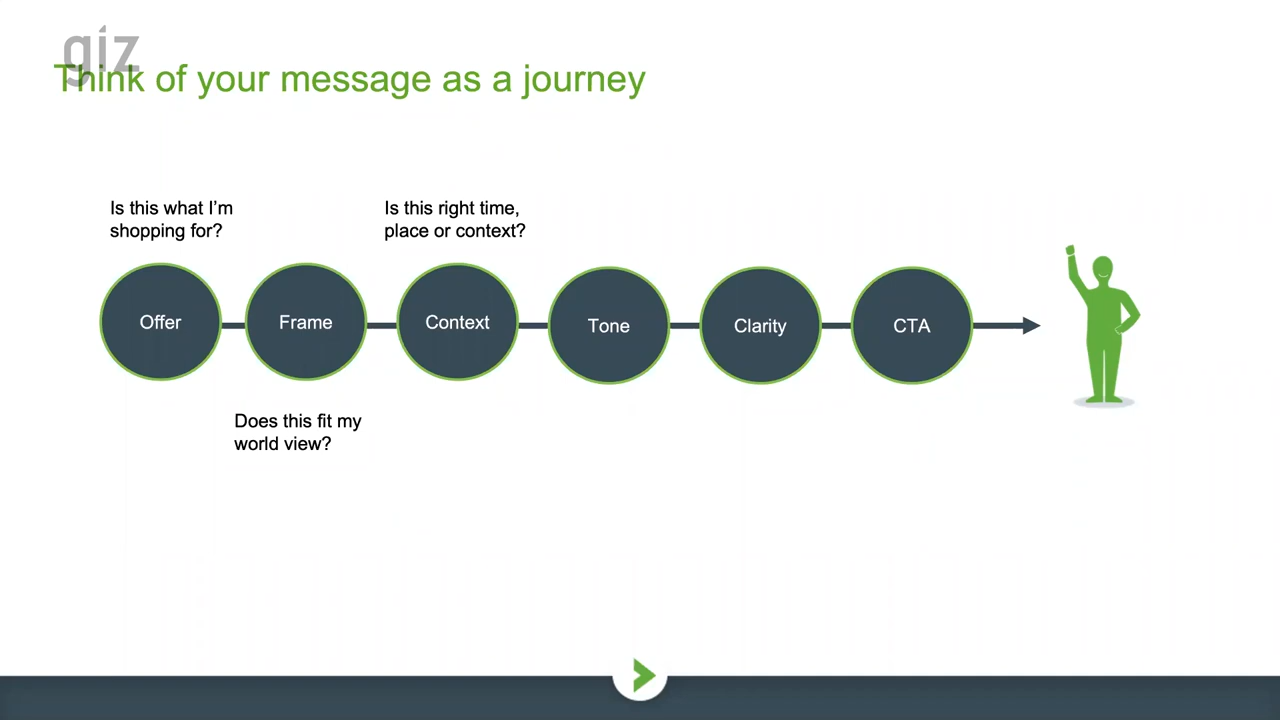 giz
Think of your message as a journey
Is this what I'm
shopping for?
Is this right time,
place or context?
Offer
Frame
Context
Tone
Clarity
CTA
Does this fit my
world view?